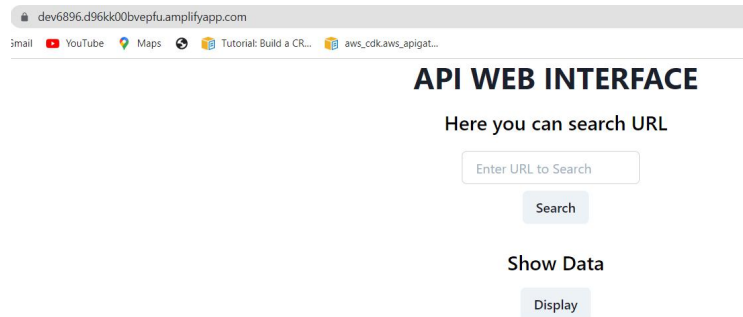 dev6896.d96kk00bvepfu.amplifyapp.com
Gmail YouTube Maps Tutorial: Build a CR... aws_cdk.aws_apigat...
API WEB INTERFACE
Here you can search URL
Enter URL to Search
Search
Show Data
Display